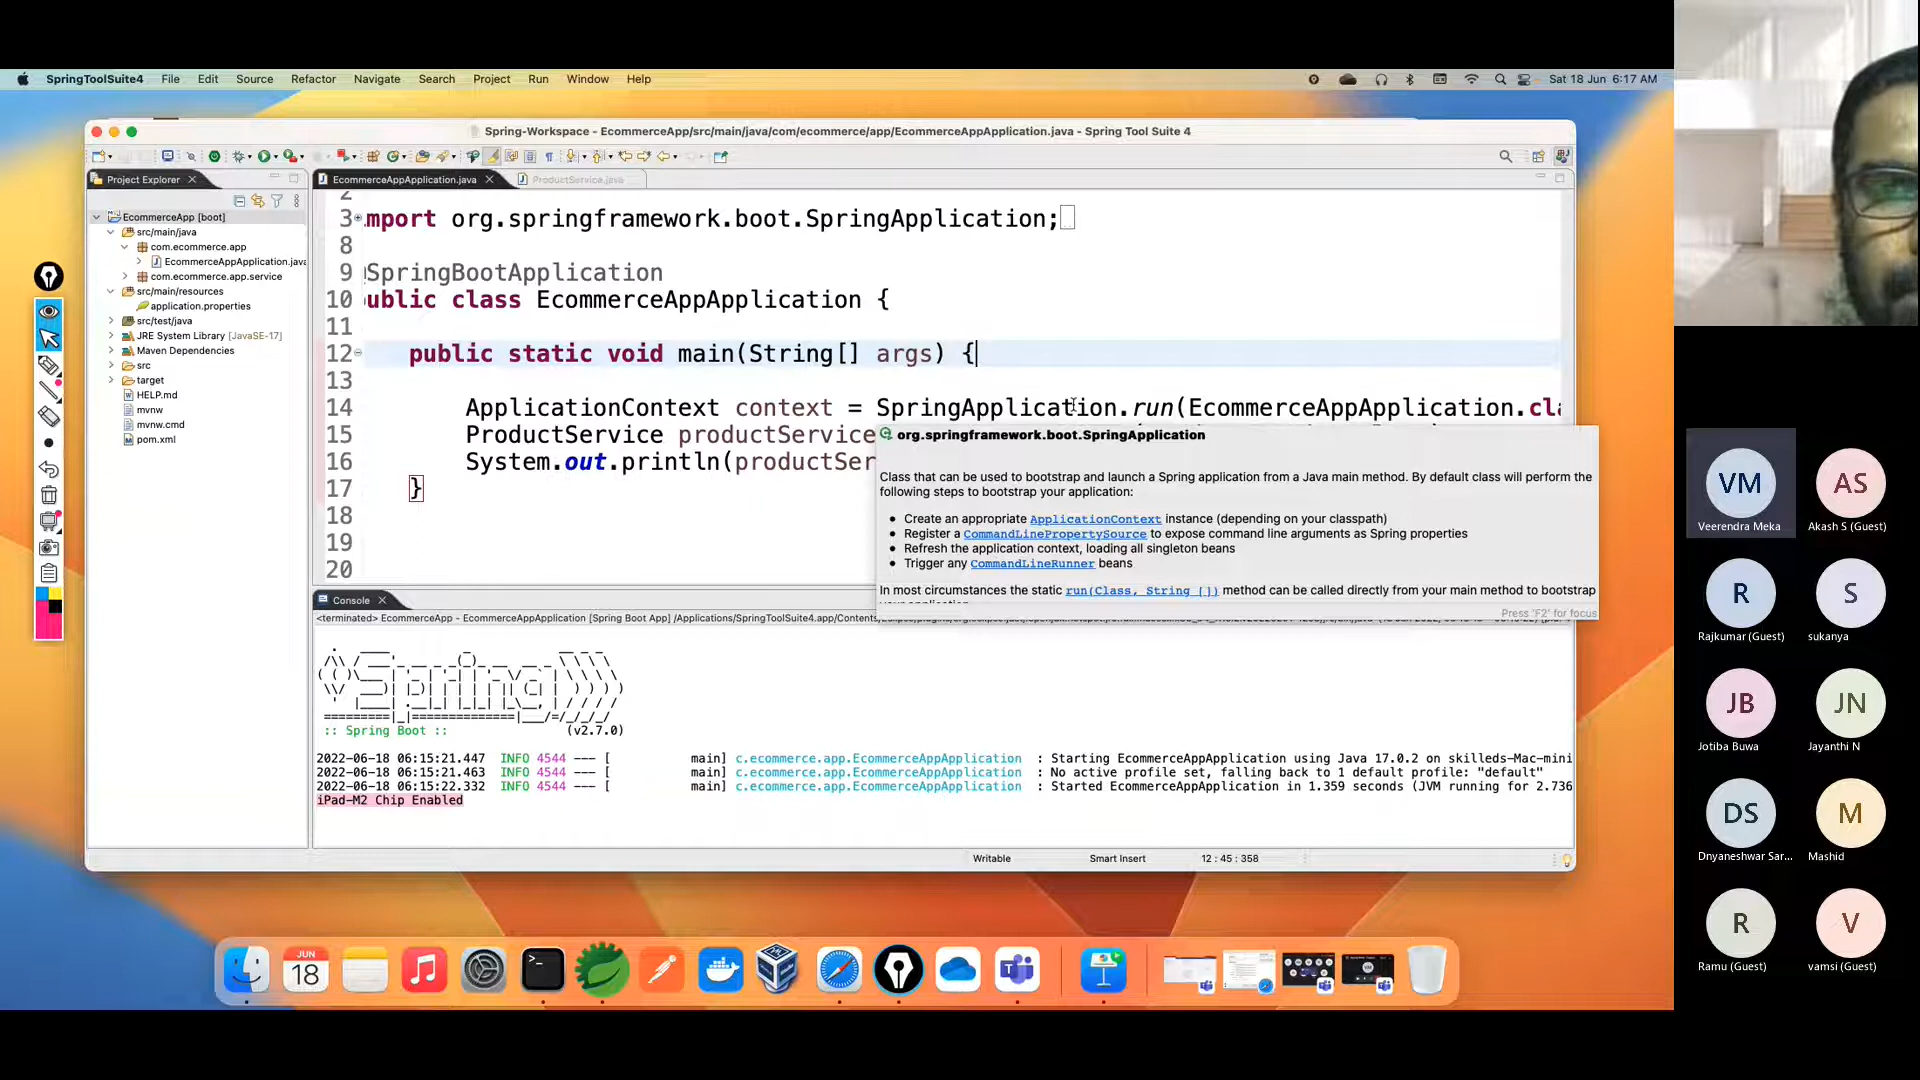 SpringToolSuite4 File Edit Source Refactor Navigate Search Project Run Window Help Sat 18 Jun 6:17 AM
Spring-Workspace - EcommerceApp/src/main/java/com/ecommerce/app/EcommerceAppApplication.java - Spring Tool Suite 4
Project Explorer
EcommerceAppApplication.java ProductService.java
EcommerceApp [boot]
src/main/java
com.ecommerce.app
EcommerceAppApplication.java
com.ecommerce.app.service
src/main/resources
application.properties
src/test/java
JRE System Library [JavaSE-17]
Maven Dependencies
src
target
HELP.md
mvnw
mvnw.cmd
pom.xml
2
3 mport org.springframework.boot.SpringApplication;
8
9 SpringBootApplication
10 ublic class EcommerceAppApplication {
11
12 public static void main(String[] args) {
13
14 ApplicationContext context = SpringApplication.run(EcommerceAppApplication.cla
15 ProductService productService
16 System.out.println(productSer
17 }
18
19
20
org.springframework.boot.SpringApplication
Class that can be used to bootstrap and launch a Spring application from a Java main method. By default class will perform the
following steps to bootstrap your application:
Create an appropriate ApplicationContext instance (depending on your classpath)
Register a CommandLinePropertySource to expose command line arguments as Spring properties
Refresh the application context, loading all singleton beans
Trigger any CommandLineRunner beans
In most circumstances the static run(Class, String []) method can be called directly from your main method to bootstrap
Press 'F2' for focus
Console
<terminated> EcommerceApp - EcommerceAppApplication [Spring Boot App] /Applications/SpringToolSuite4.app/Contents
:: Spring Boot :: (v2.7.0)
2022-06-18 06:15:21.447 INFO 4544 --- [ main] c.ecommerce.app.EcommerceAppApplication : Starting EcommerceAppApplication using Java 17.0.2 on skilleds-Mac-mini
2022-06-18 06:15:21.463 INFO 4544 --- [ main] c.ecommerce.app.EcommerceAppApplication : No active profile set, falling back to 1 default profile: "default"
2022-06-18 06:15:22.332 INFO 4544 --- [ main] c.ecommerce.app.EcommerceAppApplication : Started EcommerceAppApplication in 1.359 seconds (JVM running for 2.736
iPad-M2 Chip Enabled
Writable Smart Insert 12 : 45 : 358
JUN
18
VM AS
Veerendra Meka Akash S (Guest)
R S
Rajkumar (Guest) sukanya
JB JN
Jotiba Buwa Jayanthi N
DS M
Dnyaneshwar Sar... Mashid
R V
Ramu (Guest) vamsi (Guest)